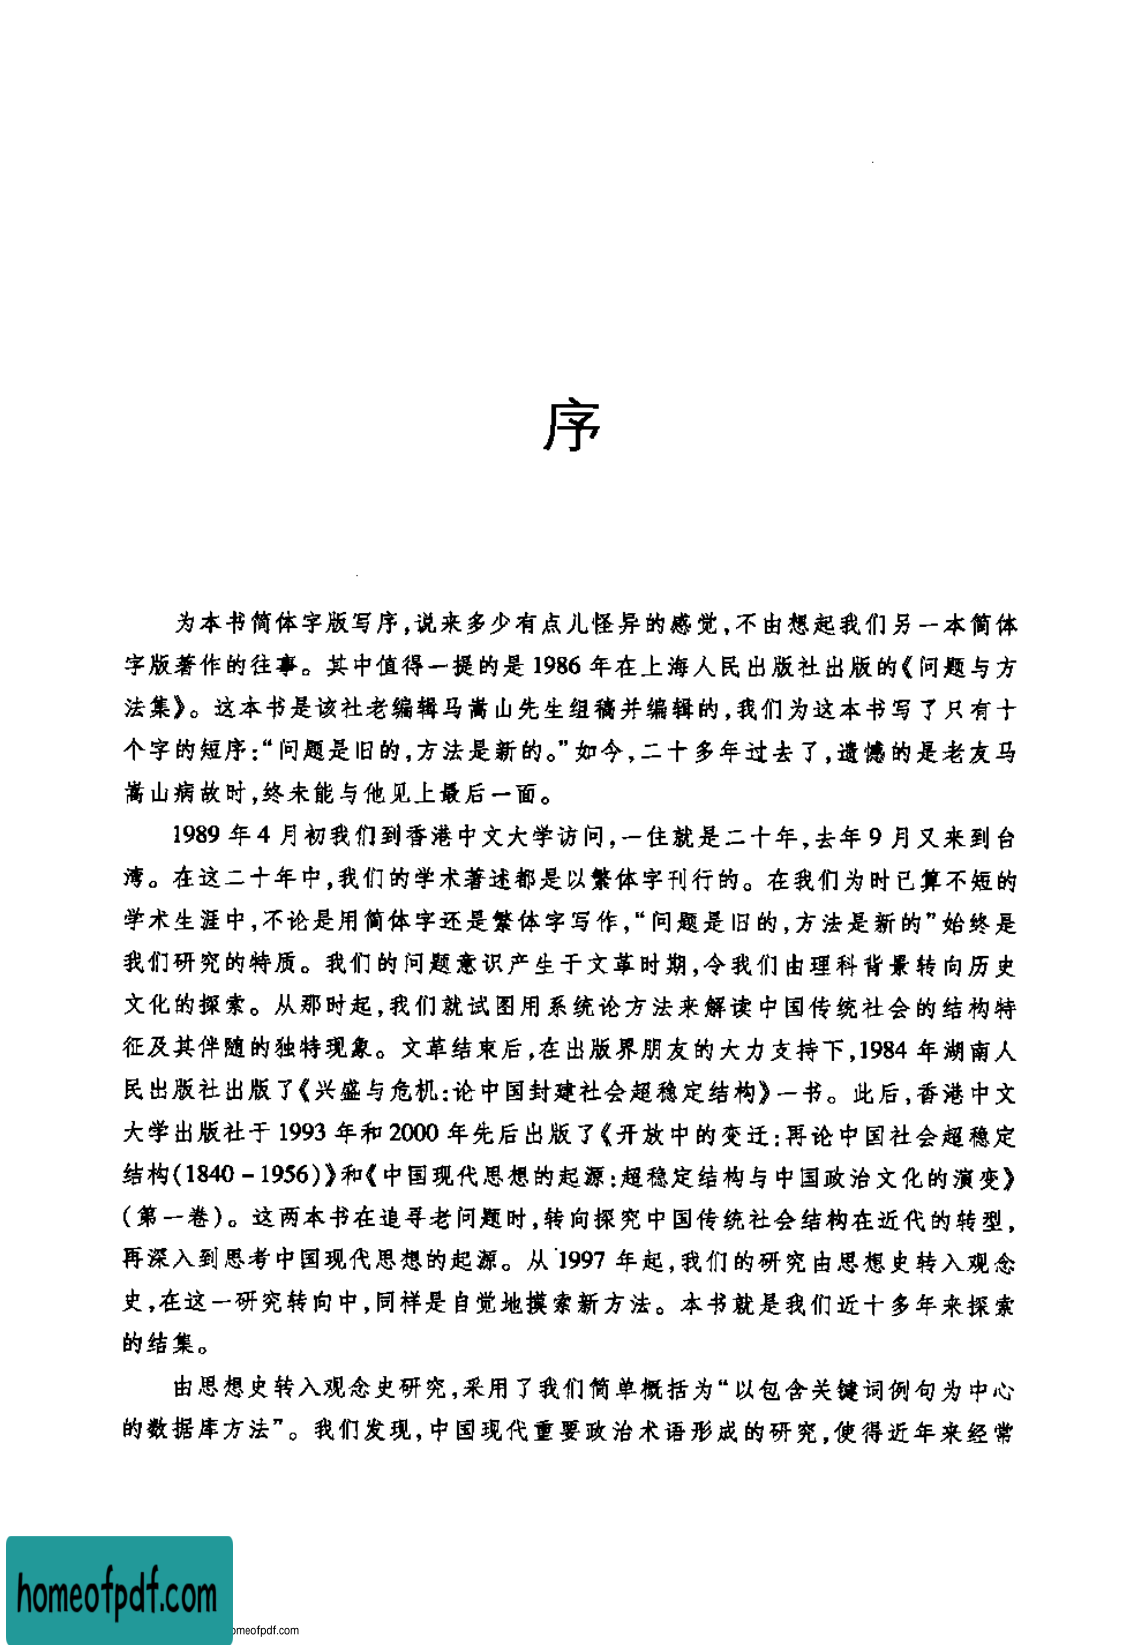 序
为本书简体字版写序,说来多少有点儿怪异的感觉,不由想起我们另一本简体
字版著作的往事。其中值得一提的是 1986 年在上海人民出版社出版的《问题与方
法集》。这本书是该社老编辑马嵩山先生组稿并编辑的,我们为这本书写了只有十
个字的短序:“问题是旧的,方法是新的。”如今,二十多年过去了,遗憾的是老友马
嵩山病故时,终未能与他见上最后一面。
1989 年 4 月初我们到香港中文大学访问,一住就是二十年,去年 9 月又来到台
湾。在这二十年中,我们的学术著述都是以繁体字刊行的。在我们为时已算不短的
学术生涯中,不论是用简体字还是繁体字写作,“问题是旧的,方法是新的”始终是
我们研究的特质。我们的问题意识产生于文革时期,令我们由理科背景转向历史
文化的探索。从那时起,我们就试图用系统论方法来解读中国传统社会的结构特
征及其伴随的独特现象。文革结束后,在出版界朋友的大力支持下,1984 年湖南人
民出版社出版了《兴盛与危机:论中国封建社会超稳定结构》一书。此后,香港中文
大学出版社于 1993 年和 2000 年先后出版了《开放中的变迁:再论中国社会超稳定
结构(1840－1956)》和《中国现代思想的起源:超稳定结构与中国政治文化的演变》
(第一卷)。这两本书在追寻老问题时,转向探究中国传统社会结构在近代的转型,
再深入到思考中国现代思想的起源。从 1997 年起,我们的研究由思想史转入观念
史,在这一研究转向中,同样是自觉地摸索新方法。本书就是我们近十多年来探索
的结集。
由思想史转入观念史研究,采用了我们简单概括为“以包含关键词例句为中心
的数据库方法”。我们发现,中国现代重要政治术语形成的研究,使得近年来经常
homeofpdf.com
omeofpdf.com